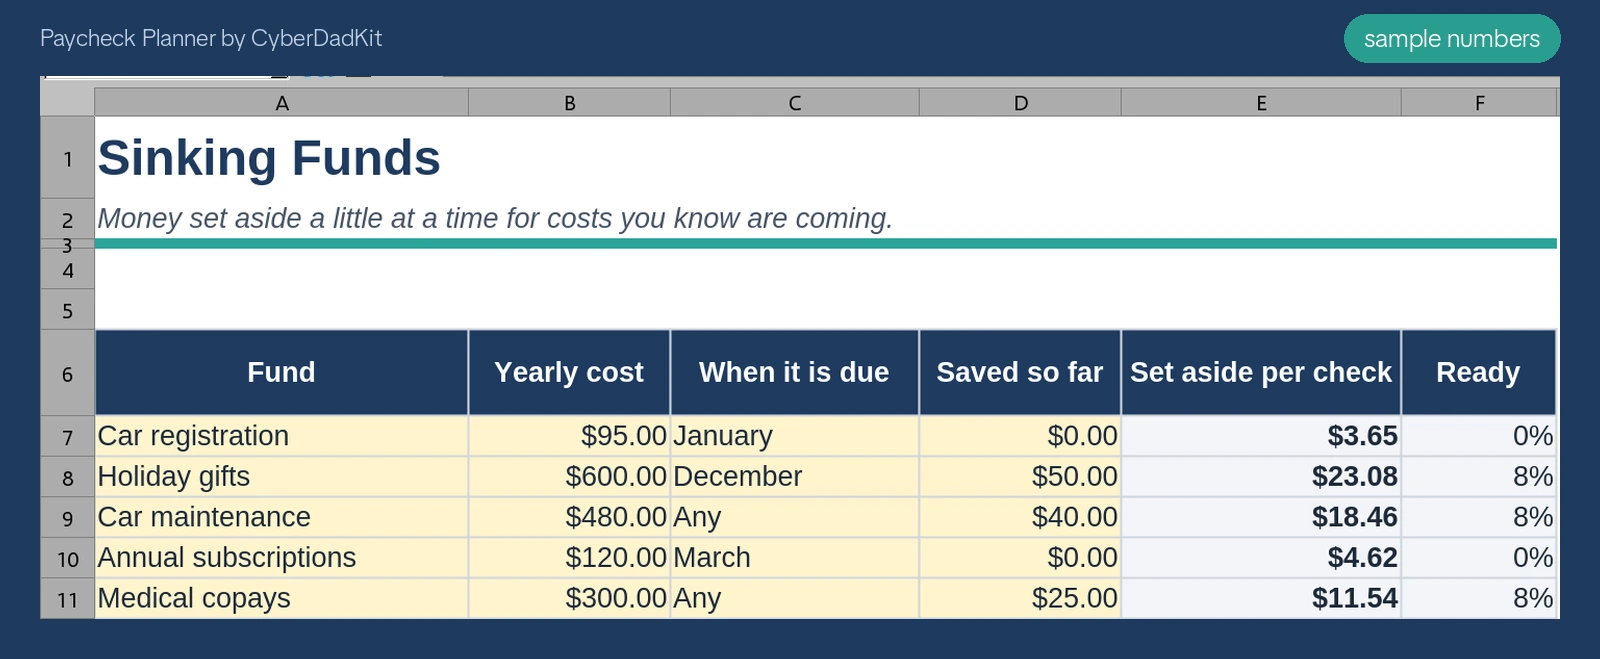 Paycheck Planner by CyberDadKit
sample numbers
A B C D E F
1 Sinking Funds
2 Money set aside a little at a time for costs you know are coming.
3
4
5
6 Fund Yearly cost When it is due Saved so far Set aside per check Ready
7 Car registration $95.00 January $0.00 $3.65 0%
8 Holiday gifts $600.00 December $50.00 $23.08 8%
9 Car maintenance $480.00 Any $40.00 $18.46 8%
10 Annual subscriptions $120.00 March $0.00 $4.62 0%
11 Medical copays $300.00 Any $25.00 $11.54 8%